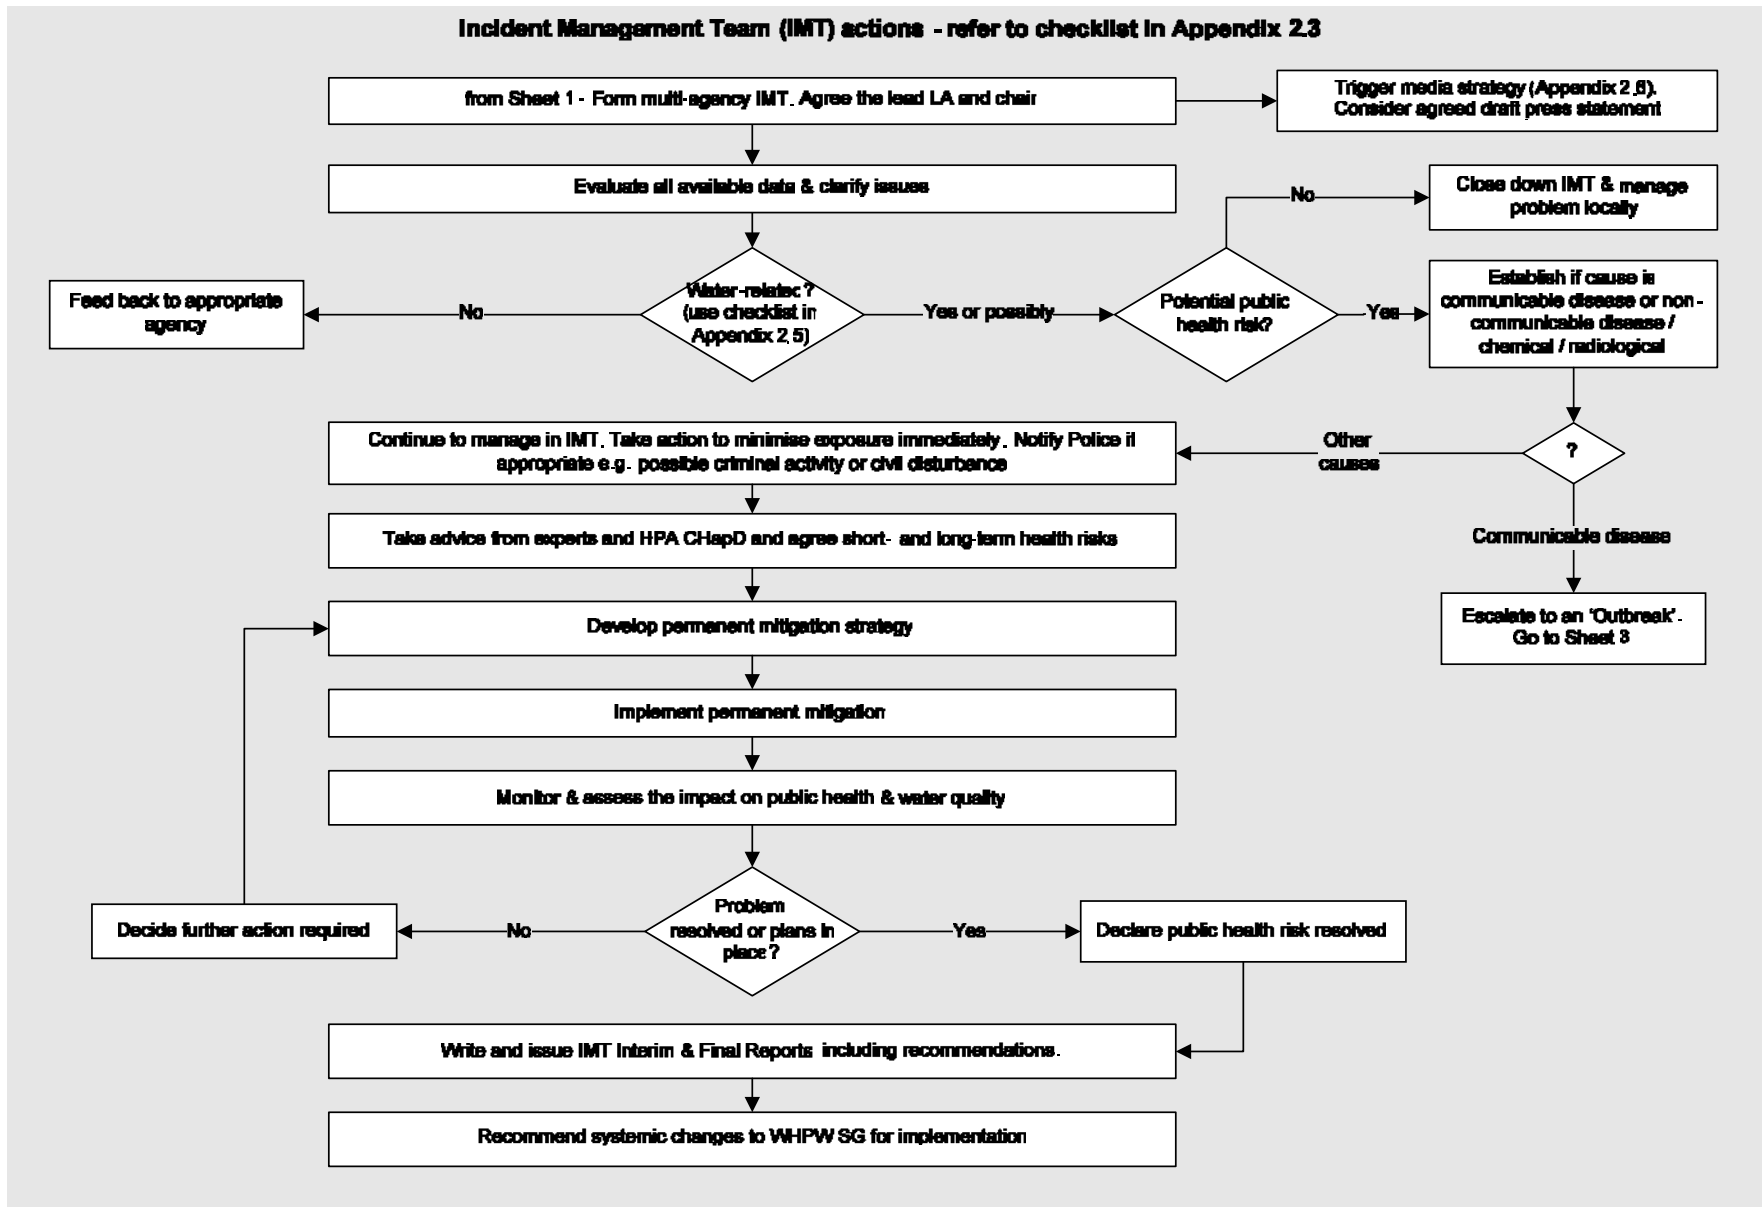 Incident Management Team (IMT) actions - refer to checklist in Appendix 2.3
from Sheet 1 - Form multi-agency IMT. Agree the lead LA and chair
Trigger media strategy (Appendix 2.6).
Consider agreed draft press statement
Evaluate all available data & clarify issues
No
Close down IMT & manage
problem locally
Feed back to appropriate
agency
No
Water-related?
(use checklist in
Appendix 2.5)
Yes or possibly
Potential public
health risk?
Yes
Establish if cause is
communicable disease or non-
communicable disease /
chemical / radiological
Continue to manage in IMT. Take action to minimise exposure immediately. Notify Police if
appropriate e.g. possible criminal activity or civil disturbance
Other
causes
?
Take advice from experts and HPA CHapD and agree short- and long-term health risks
Communicable disease
Develop permanent mitigation strategy
Escalate to an 'Outbreak'.
Go to Sheet 3
Implement permanent mitigation
Monitor & assess the impact on public health & water quality
Decide further action required
No
Problem
resolved or plans in
place?
Yes
Declare public health risk resolved
Write and issue IMT Interim & Final Reports including recommendations.
Recommend systemic changes to WHPW SG for implementation